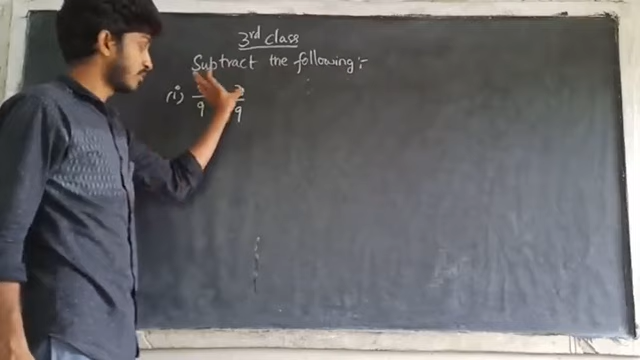 3rd class
Subtract the following:-
(i)
9 9